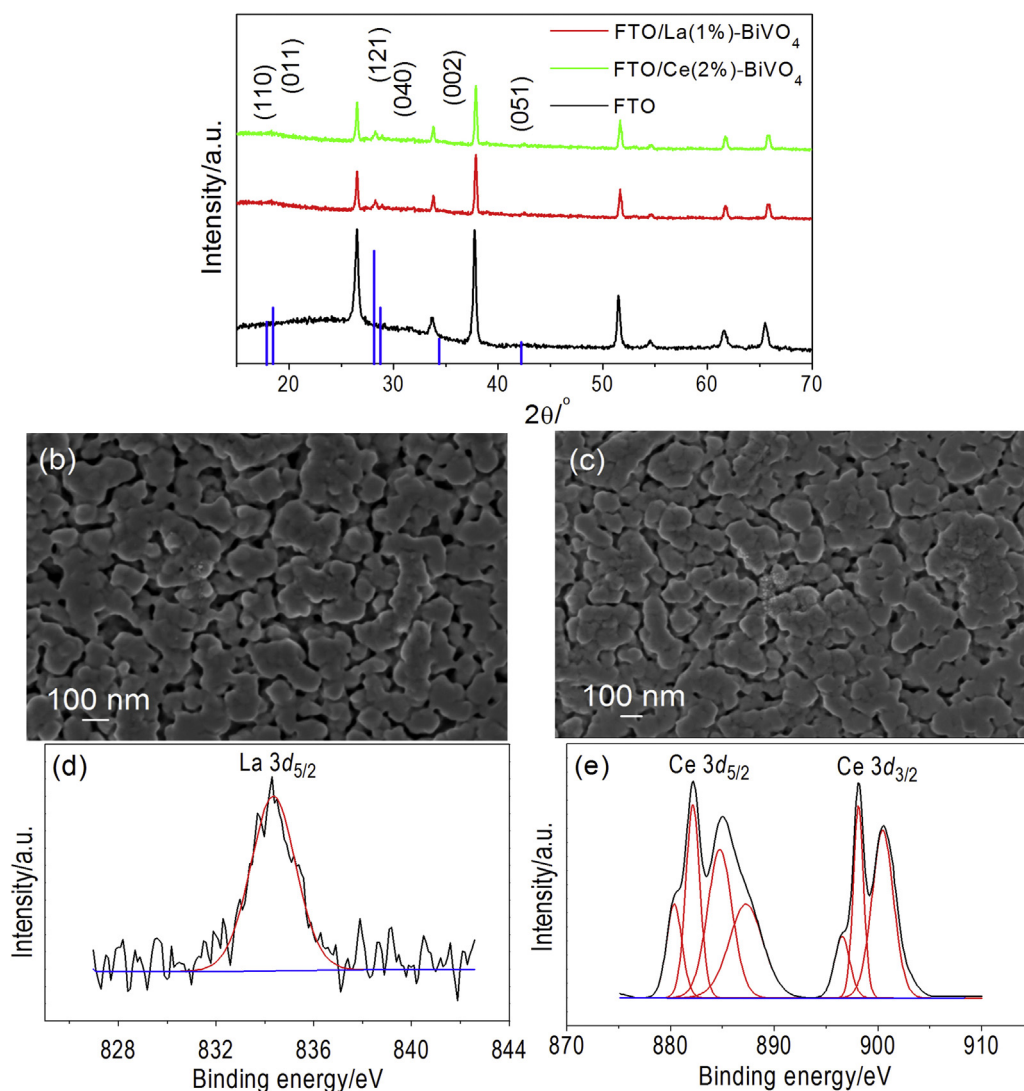 FTO/La(1%)-BiVO₄
FTO/Ce(2%)-BiVO₄
FTO
(110)
(011)
(121)
(040)
(002)
(051)
Intensity/a.u.
20 30 40 50 60 70
2θ/°
(b)
100 nm
(c)
100 nm
(d)
La 3d₅/₂
Intensity/a.u.
828 832 836 840 844
Binding energy/eV
(e)
Ce 3d₅/₂ Ce 3d₃/₂
Intensity/a.u.
870 880 890 900 910
Binding energy/eV